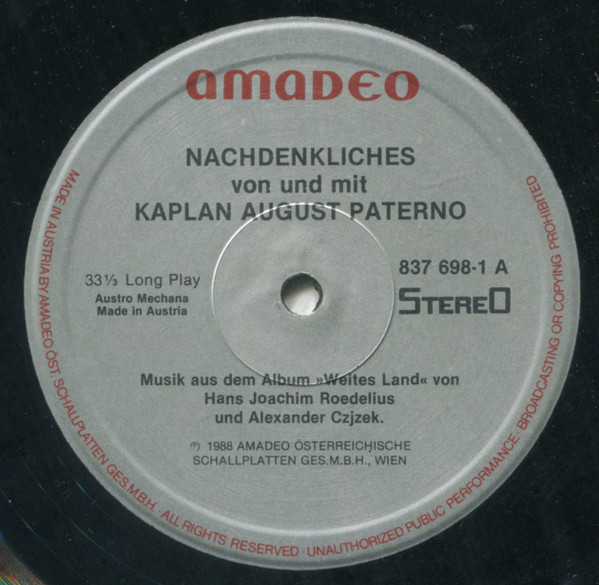 amadeo
NACHDENKLICHES
von und mit
KAPLAN AUGUST PATERNO
33⅓ Long Play
Austro Mechana
Made in Austria
837 698-1 A
STEREO
Musik aus dem Album »Weites Land« von
Hans Joachim Roedelius
und Alexander Czjzek.
Ⓟ 1988 AMADEO ÖSTERREICHISCHE
SCHALLPLATTEN GES.M.B.H., WIEN
MADE IN AUSTRIA BY AMADEO ÖST. SCHALLPLATTEN GES.M.B.H. ALL RIGHTS RESERVED · UNAUTHORIZED PUBLIC PERFORMANCE · BROADCASTING OR COPYING PROHIBITED